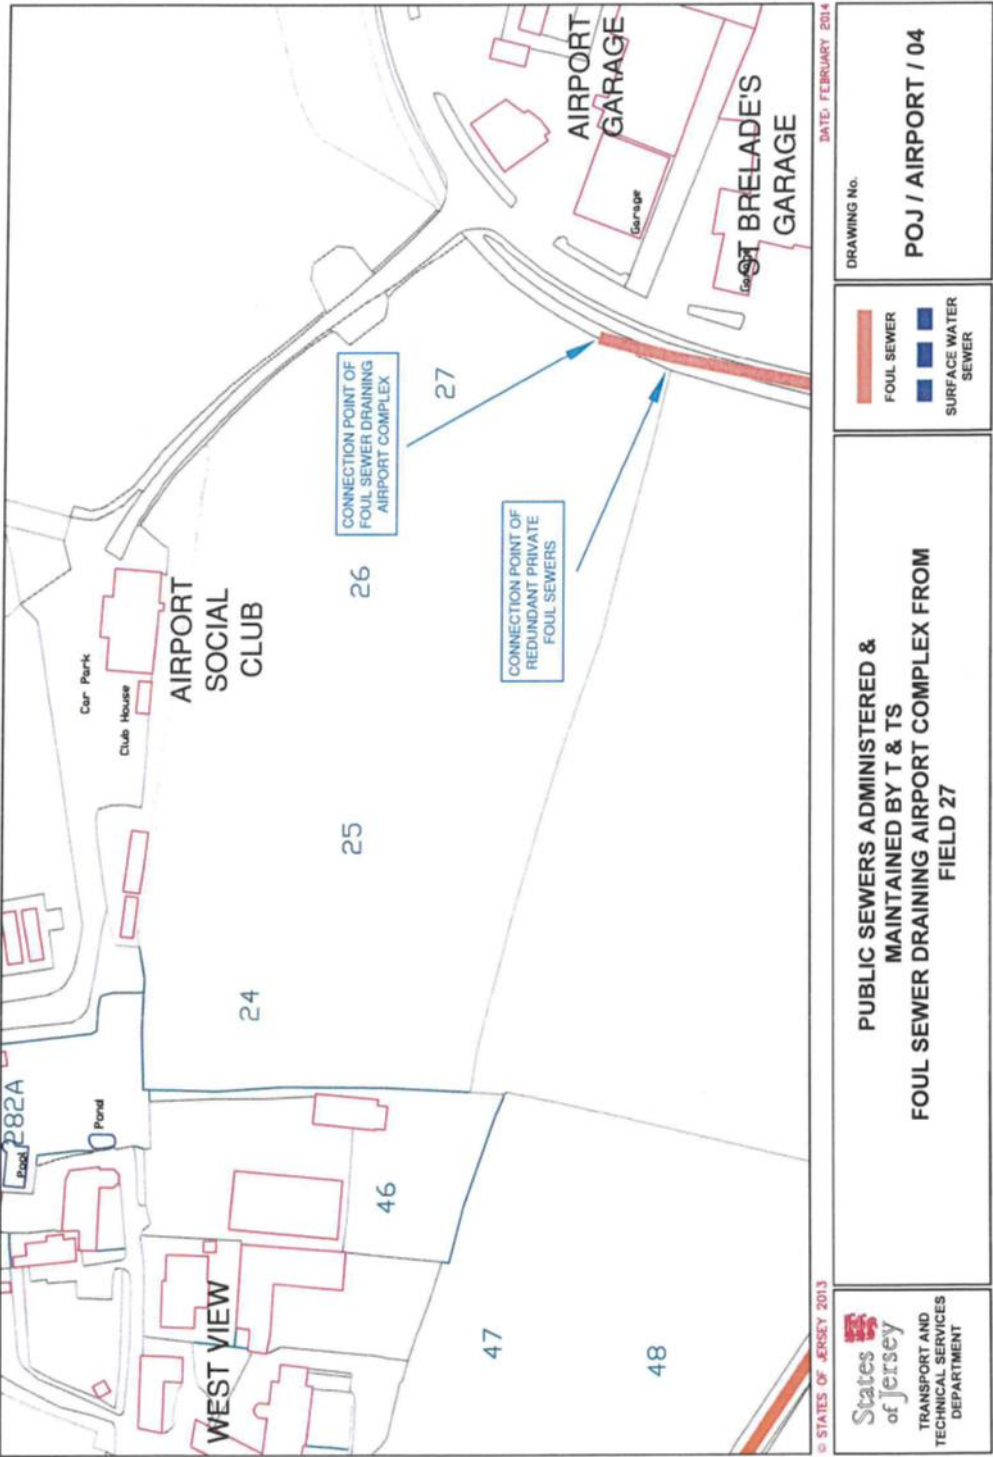 282A
Pool
Pond
Car Park
Club House
AIRPORT
SOCIAL
CLUB
AIRPORT
GARAGE
Garage
ST BRELADE'S
GARAGE
Garage
WEST VIEW
24
25
26
27
46
47
48
CONNECTION POINT OF
FOUL SEWER DRAINING
AIRPORT COMPLEX
CONNECTION POINT OF
REDUNDANT PRIVATE
FOUL SEWERS
© STATES OF JERSEY 2013
DATE: FEBRUARY 2014
States
of Jersey
TRANSPORT AND
TECHNICAL SERVICES
DEPARTMENT
PUBLIC SEWERS ADMINISTERED &
MAINTAINED BY T & TS
FOUL SEWER DRAINING AIRPORT COMPLEX FROM
FIELD 27
FOUL SEWER
SURFACE WATER
SEWER
DRAWING No.
POJ / AIRPORT / 04